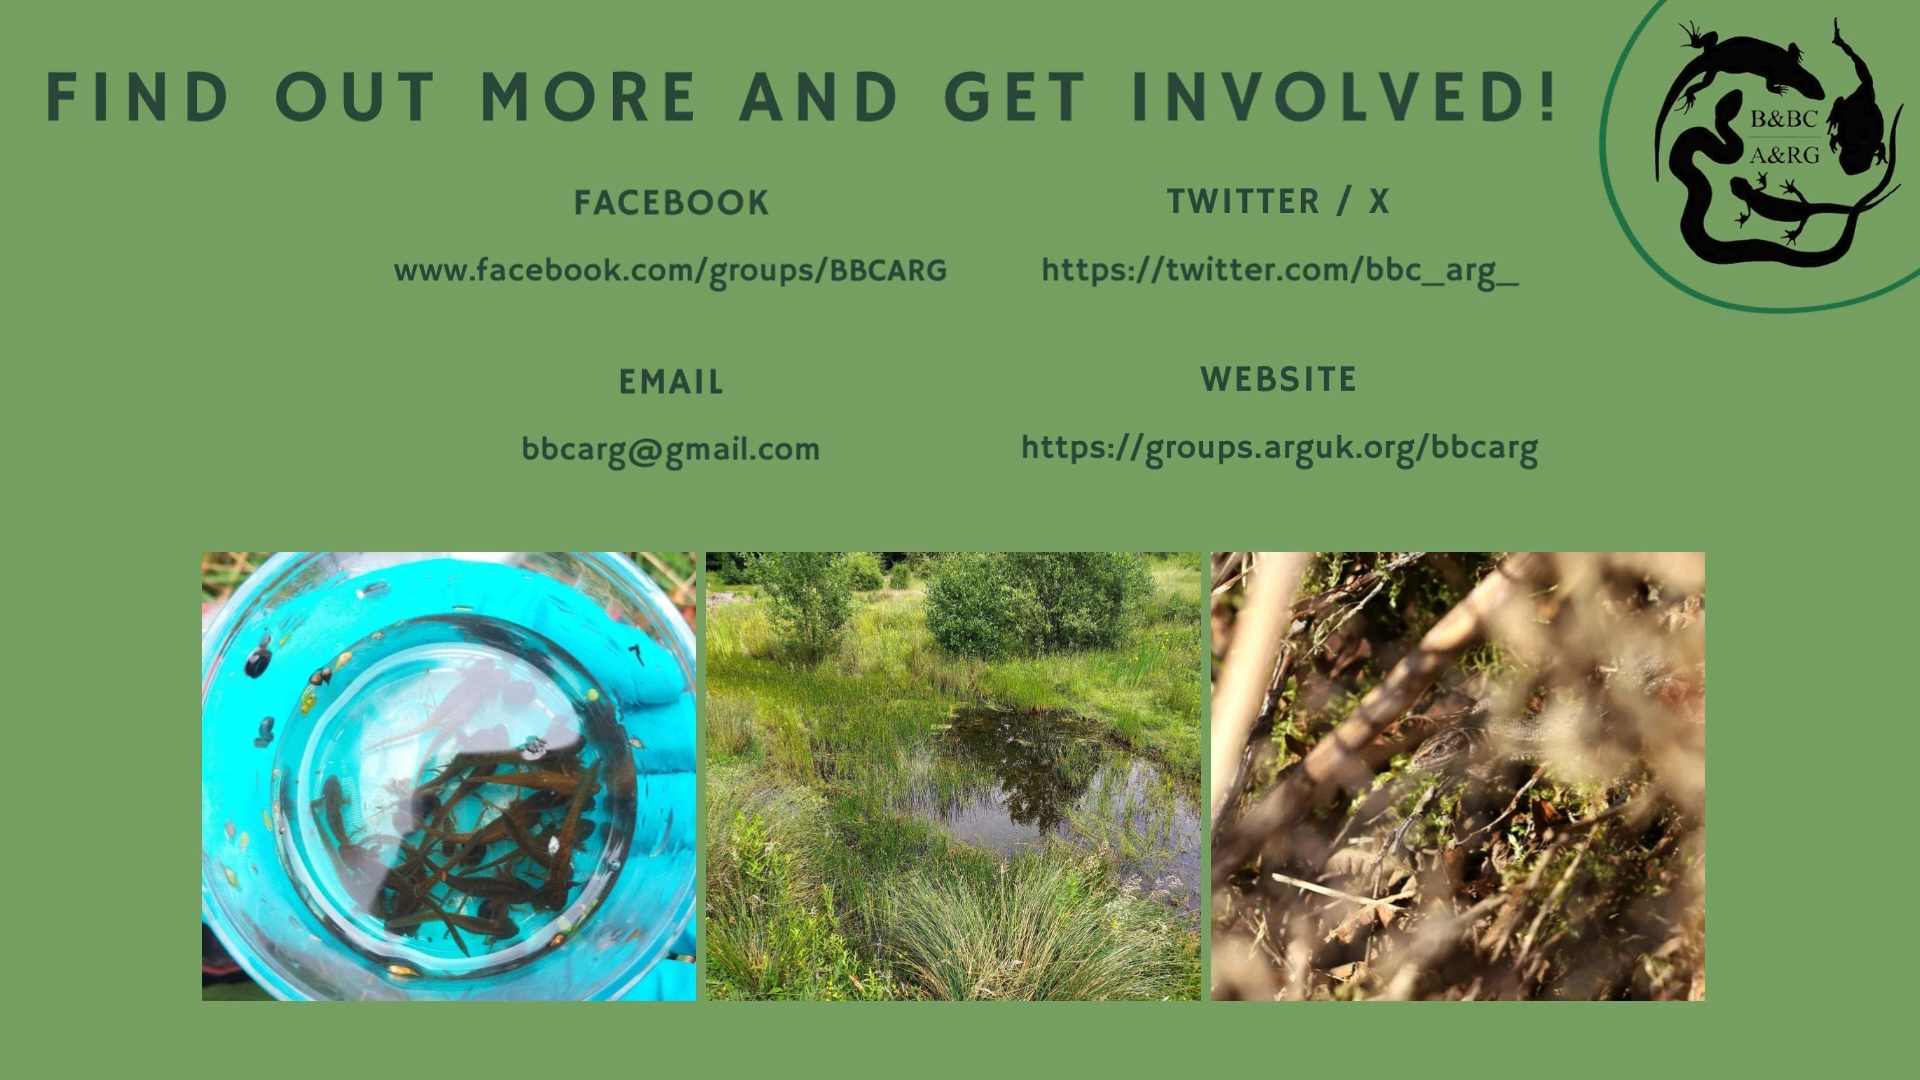 FIND OUT MORE AND GET INVOLVED!
B&BC
A&RG
FACEBOOK
www.facebook.com/groups/BBCARG
TWITTER / X
https://twitter.com/bbc_arg_
EMAIL
bbcarg@gmail.com
WEBSITE
https://groups.arguk.org/bbcarg